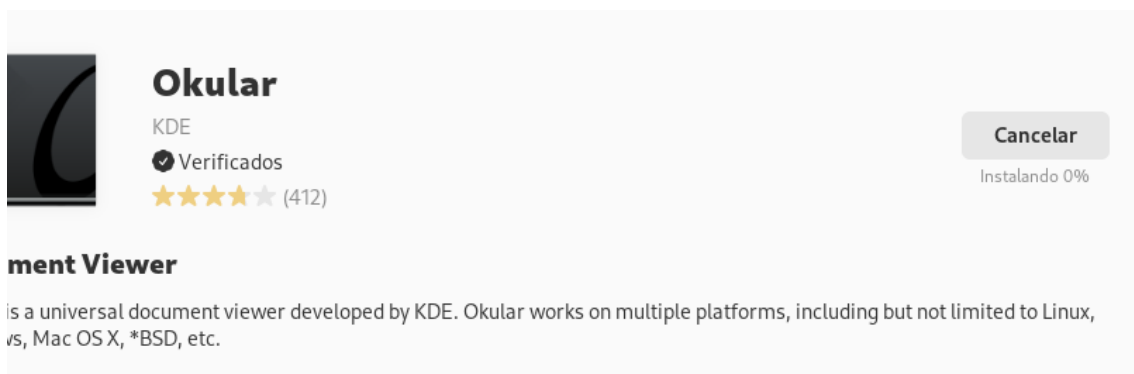 Okular
KDE
Verificados
(412)
Cancelar
Instalando 0%
ment Viewer
is a universal document viewer developed by KDE. Okular works on multiple platforms, including but not limited to Linux,
ws, Mac OS X, *BSD, etc.